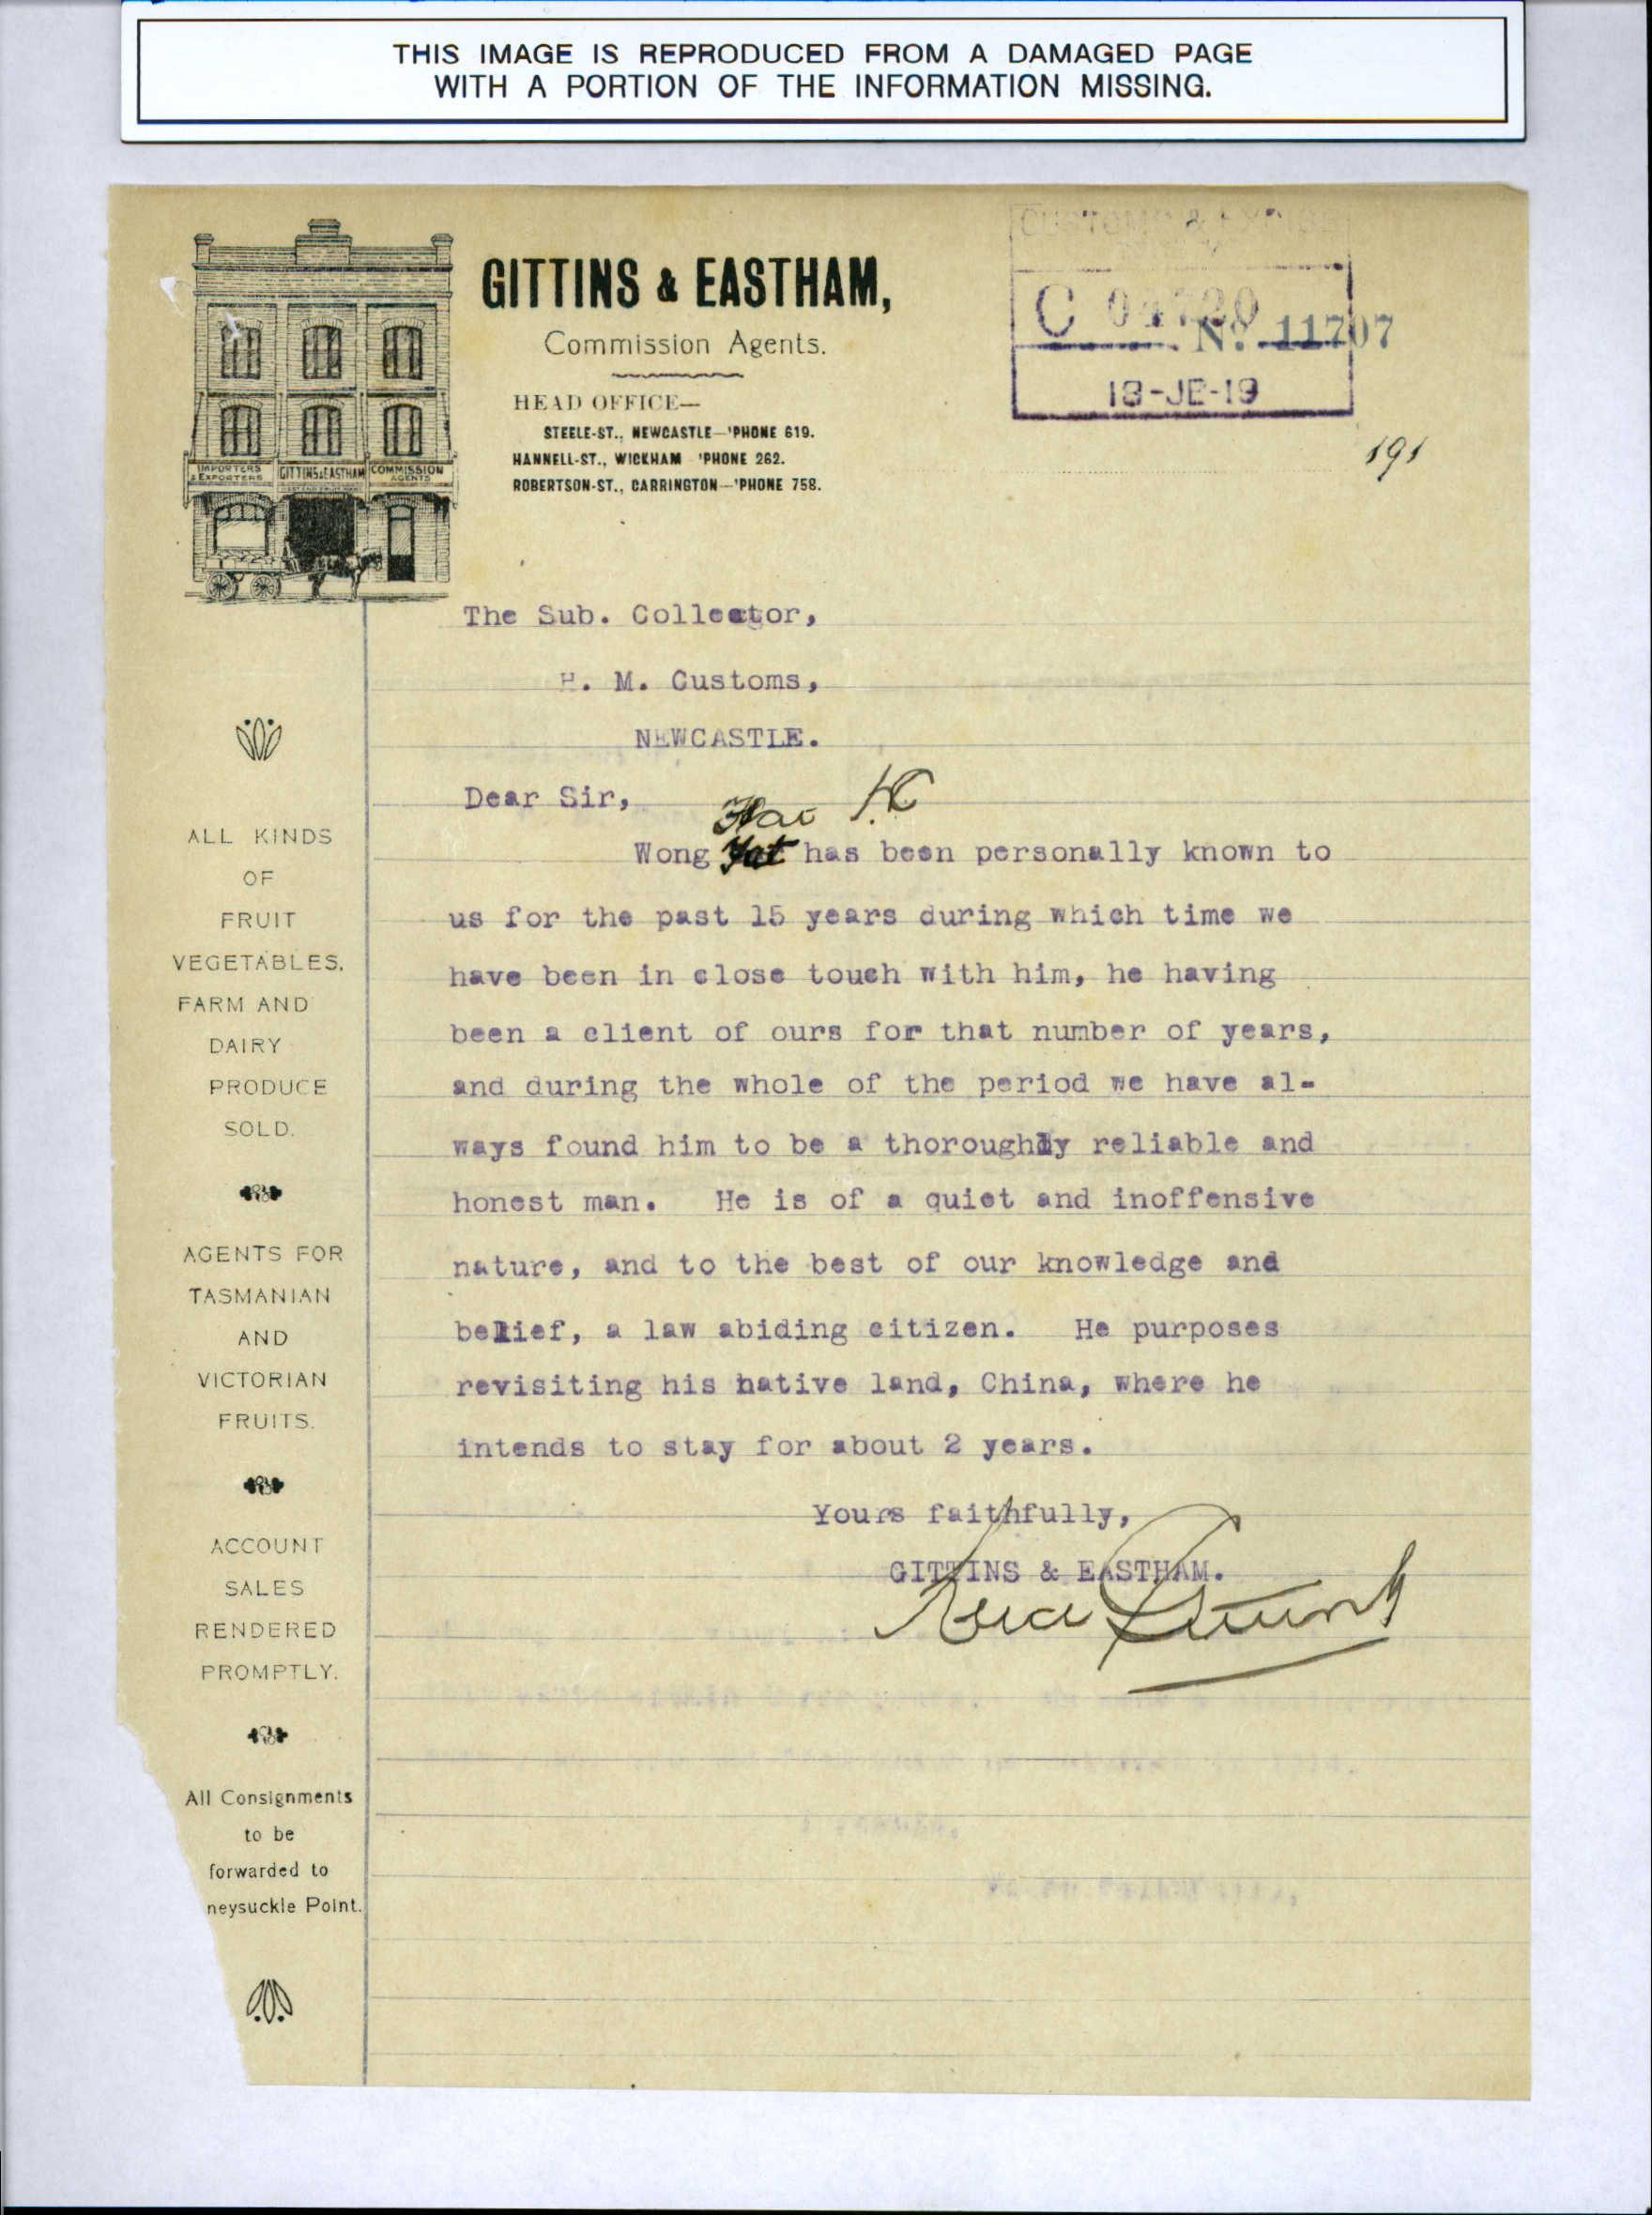 THIS IMAGE IS REPRODUCED FROM A DAMAGED PAGE
WITH A PORTION OF THE INFORMATION MISSING.
GITTINS & EASTHAM,
Commission Agents.
HEAD OFFICE—
STEELE-ST., NEWCASTLE—'PHONE 619.
HANNELL-ST., WICKHAM 'PHONE 262.
ROBERTSON-ST., CARRINGTON—'PHONE 758.
IMPORTERS
& EXPORTERS
GITTINS & EASTHAM
COMMISSION
AGENTS
CUSTOMS & EXCISE
C
No. 11707
13-JE-19
191
The Sub. Collector,
H. M. Customs,
NEWCASTLE.
Dear Sir,
Wong has been personally known to
us for the past 15 years during which time we
have been in close touch with him, he having
been a client of ours for that number of years,
and during the whole of the period we have al-
ways found him to be a thoroughly reliable and
honest man. He is of a quiet and inoffensive
nature, and to the best of our knowledge and
belief, a law abiding citizen. He purposes
revisiting his native land, China, where he
intends to stay for about 2 years.
Yours faithfully,
GITTINS & EASTHAM.
ALL KINDS
OF
FRUIT
VEGETABLES,
FARM AND
DAIRY
PRODUCE
SOLD.
AGENTS FOR
TASMANIAN
AND
VICTORIAN
FRUITS.
ACCOUNT
SALES
RENDERED
PROMPTLY.
All Consignments
to be
forwarded to
neysuckle Point.